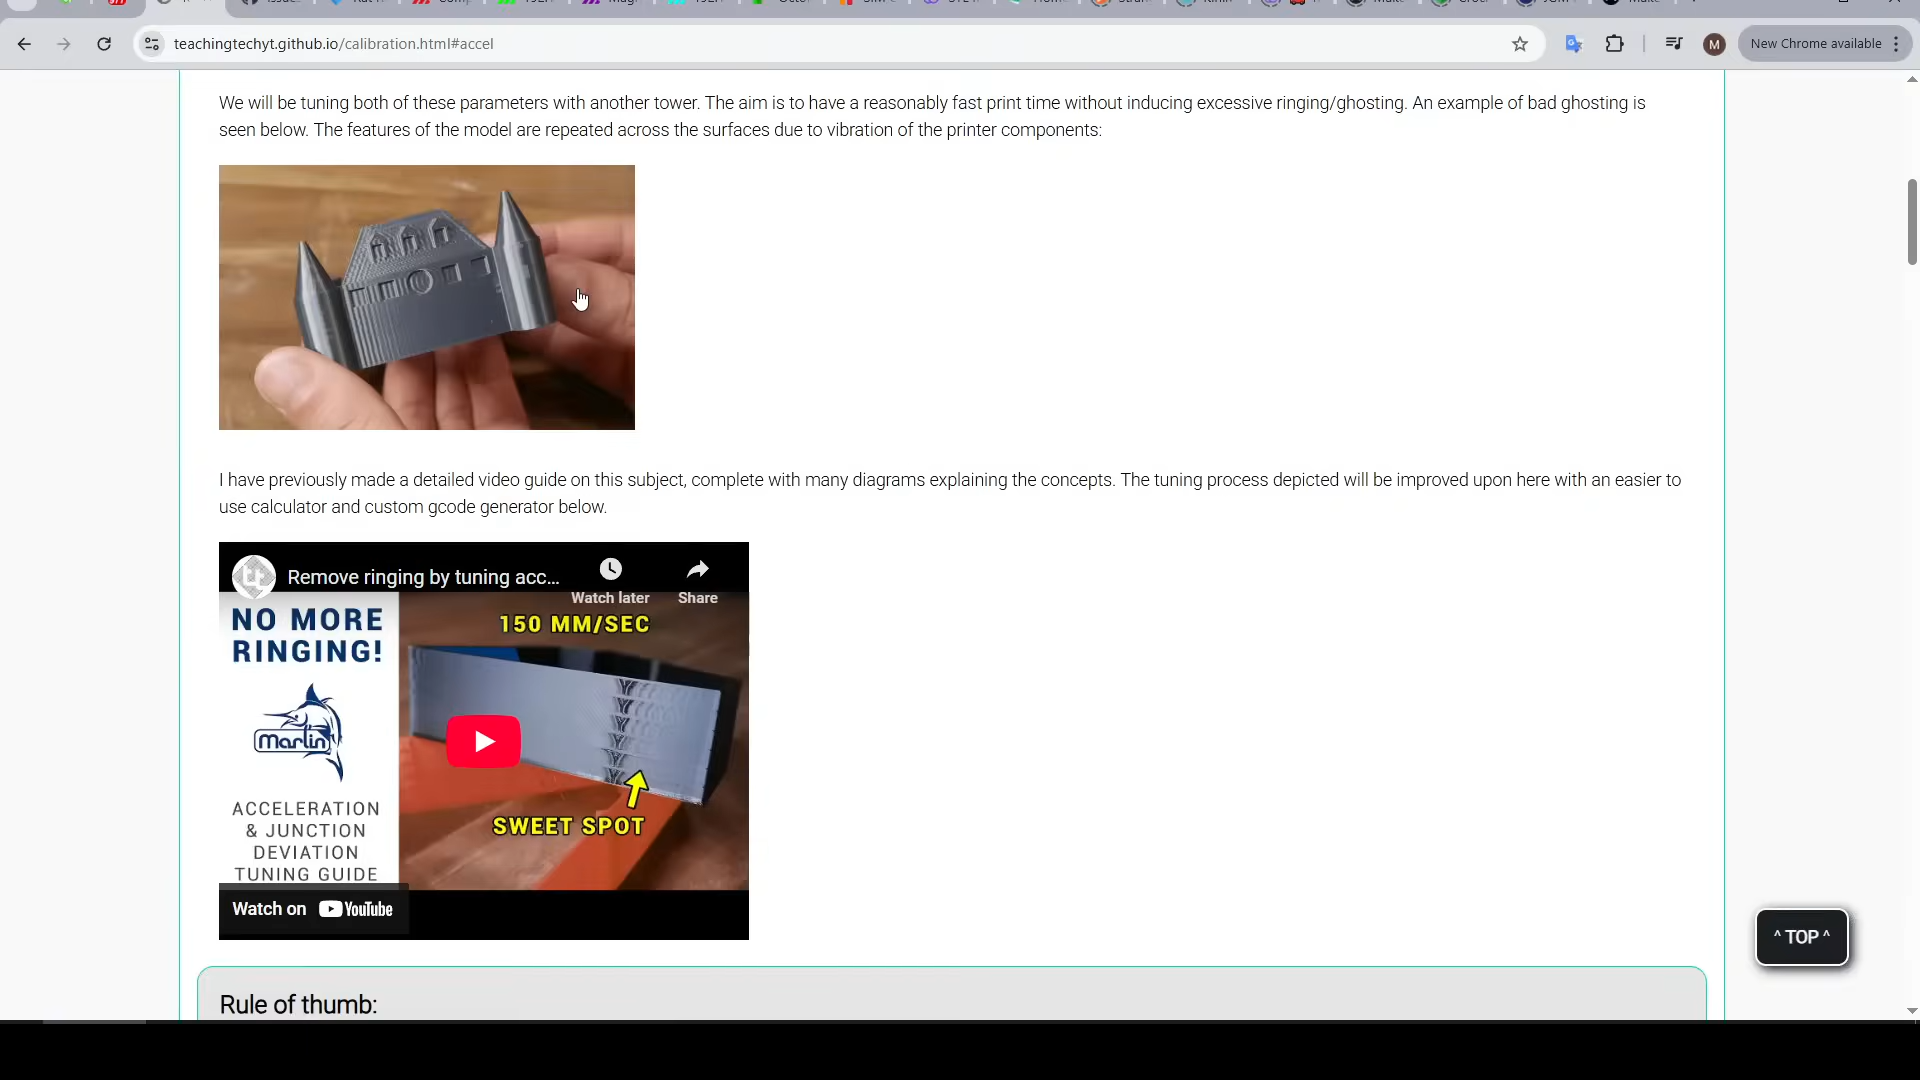 teachingtechyt.github.io/calibration.html#accel
M
New Chrome available
We will be tuning both of these parameters with another tower. The aim is to have a reasonably fast print time without inducing excessive ringing/ghosting. An example of bad ghosting is
seen below. The features of the model are repeated across the surfaces due to vibration of the printer components:
I have previously made a detailed video guide on this subject, complete with many diagrams explaining the concepts. The tuning process depicted will be improved upon here with an easier to
use calculator and custom gcode generator below.
Remove ringing by tuning acc...
Watch later
Share
NO MORE
RINGING!
150 MM/SEC
Marlin
SWEET SPOT
ACCELERATION
& JUNCTION
DEVIATION
TUNING GUIDE
Watch on YouTube
^ TOP ^
Rule of thumb: